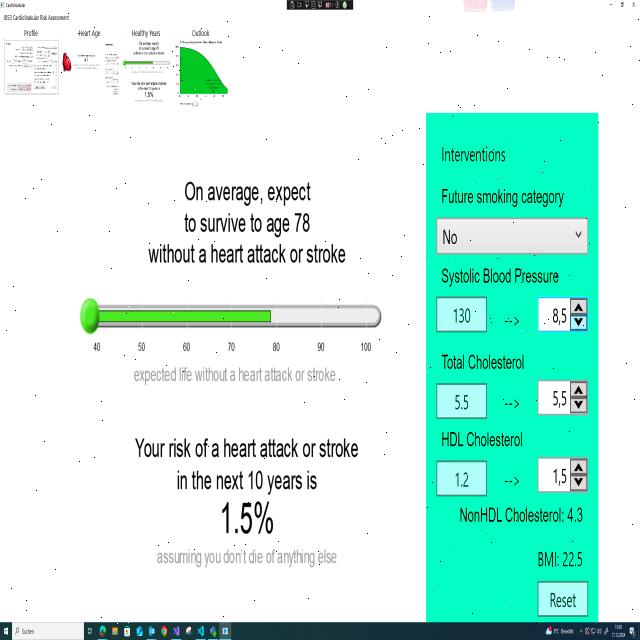 CardioVascular
JBS3 CardioVascular Risk Assessment
Profile
Heart Age
Healthy Years
Outlook
On average, expect
to survive to age 78
without a heart attack or stroke
40 50 60 70 80 90 100
expected life without a heart attack or stroke
Your risk of a heart attack or stroke
in the next 10 years is
1.5%
assuming you don't die of anything else
Interventions
Future smoking category
No
Systolic Blood Pressure
130 --> 8,5
Total Cholesterol
5.5 --> 5,5
HDL Cholesterol
1.2 --> 1,5
NonHDL Cholesterol: 4.3
BMI: 22.5
Reset
Suchen